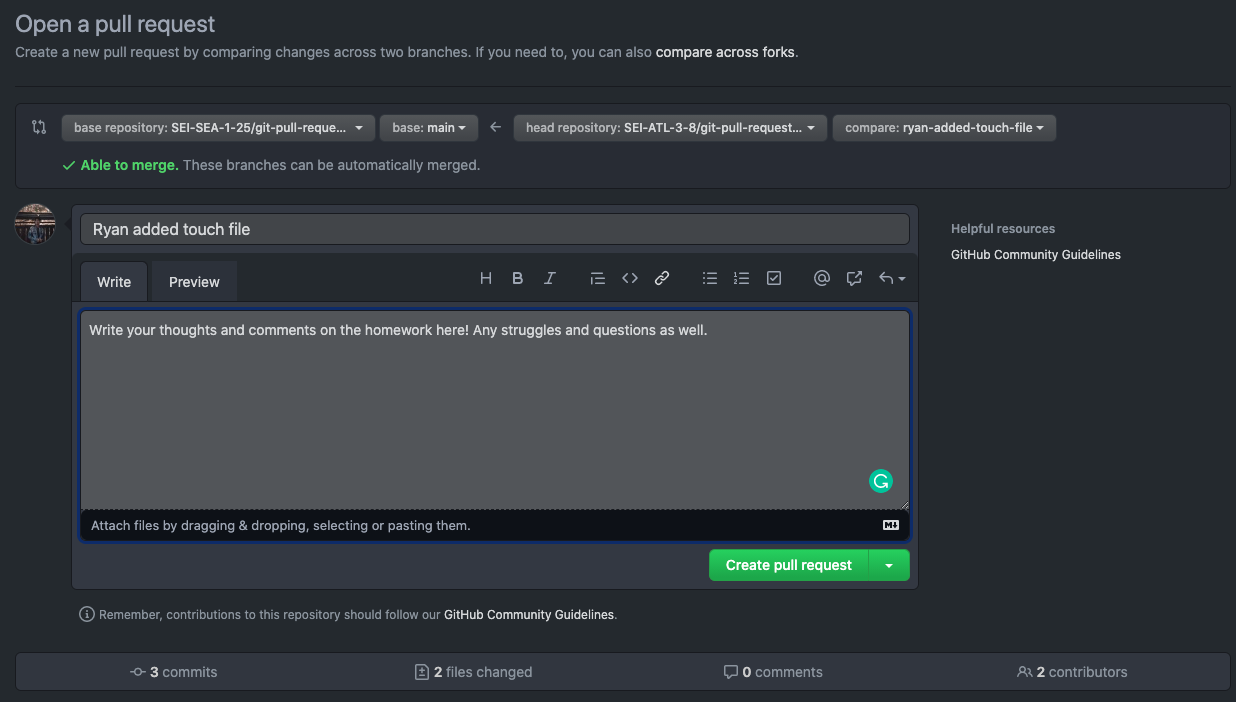 Open a pull request
Create a new pull request by comparing changes across two branches. If you need to, you can also compare across forks.
base repository: SEI-SEA-1-25/git-pull-reque... base: main head repository: SEI-ATL-3-8/git-pull-request... compare: ryan-added-touch-file
Able to merge. These branches can be automatically merged.
Ryan added touch file
Helpful resources
GitHub Community Guidelines
Write Preview
Write your thoughts and comments on the homework here! Any struggles and questions as well.
Attach files by dragging & dropping, selecting or pasting them.
Create pull request
Remember, contributions to this repository should follow our GitHub Community Guidelines.
3 commits 2 files changed 0 comments 2 contributors